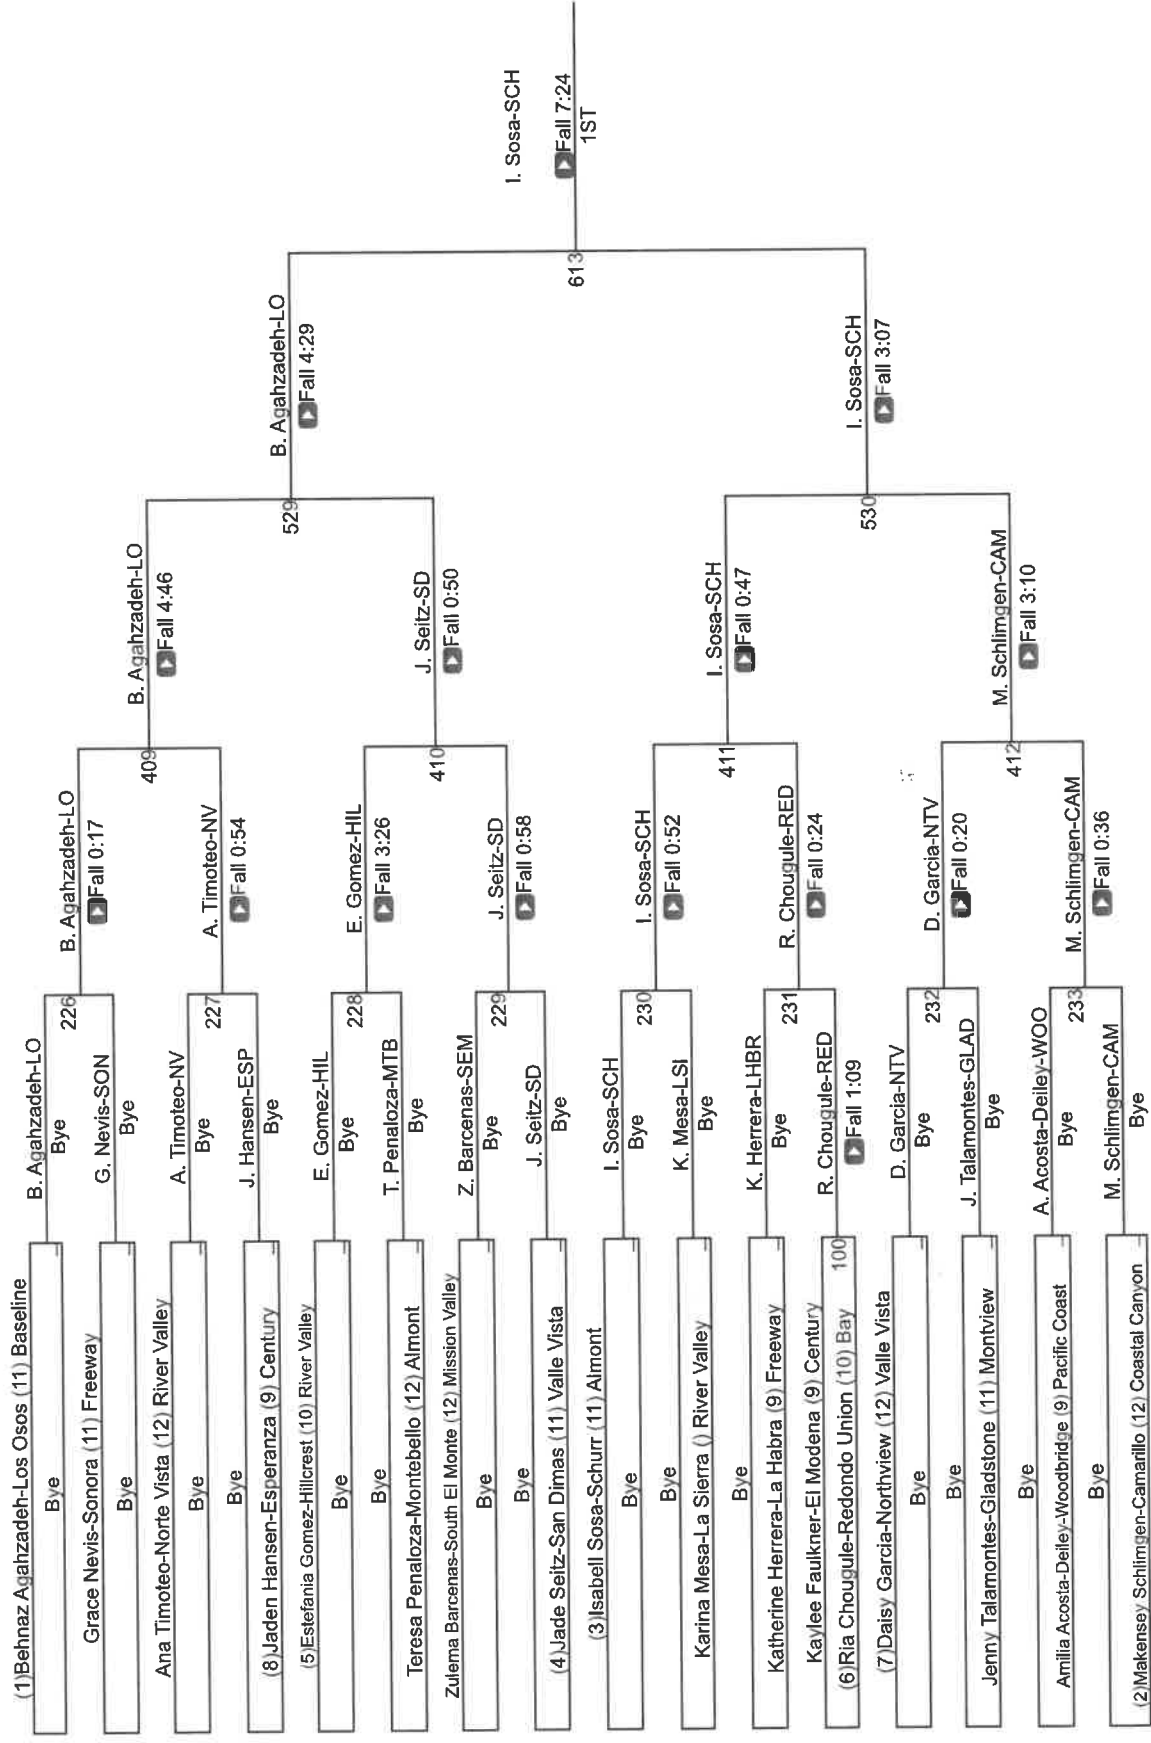 (1)Behnaz Agahzadeh-Los Osos (11) Baseline
Bye
Grace Nevis-Sonora (11) Freeway
Bye
Ana Timoteo-Norte Vista (12) River Valley
Bye
Bye
(8)Jaden Hansen-Esperanza (9) Century
(5)Estefania Gomez-Hillcrest (10) River Valley
Bye
Bye
Teresa Penaloza-Montebello (12) Almont
Zulema Barcenas-South El Monte (12) Mission Valley
Bye
Bye
(4)Jade Seitz-San Dimas (11) Valle Vista
(3)Isabell Sosa-Schurr (11) Almont
Bye
Bye
Karina Mesa-La Sierra () River Valley
Bye
Katherine Herrera-La Habra (9) Freeway
Kaylee Faulkner-El Modena (9) Century
(6)Ria Chougule-Redondo Union (10) Bay
100
(7)Daisy Garcia-Northview (12) Valle Vista
Bye
Bye
Jenny Talamontes-Gladstone (11) Montview
Bye
Amilia Acosta-Deiley-Woodbridge (9) Pacific Coast
Bye
(2)Makensey Schlimgen-Camarillo (12) Coastal Canyon
B. Agahzadeh-LO
Bye
226
G. Nevis-SON
Bye
A. Timoteo-NV
Bye
227
J. Hansen-ESP
Bye
E. Gomez-HIL
Bye
228
T. Penaloza-MTB
Bye
Z. Barcenas-SEM
Bye
229
J. Seitz-SD
Bye
I. Sosa-SCH
Bye
230
K. Mesa-LSI
Bye
K. Herrera-LHBR
Bye
231
R. Chougule-RED
Fall 1:09
D. Garcia-NTV
Bye
232
J. Talamontes-GLAD
Bye
A. Acosta-Deiley-WOO
Bye
233
M. Schlimgen-CAM
Bye
B. Agahzadeh-LO
Fall 0:17
409
A. Timoteo-NV
Fall 0:54
E. Gomez-HIL
Fall 3:26
410
J. Seitz-SD
Fall 0:58
I. Sosa-SCH
Fall 0:52
411
R. Chougule-RED
Fall 0:24
D. Garcia-NTV
Fall 0:20
412
M. Schlimgen-CAM
Fall 0:36
B. Agahzadeh-LO
Fall 4:46
529
J. Seitz-SD
Fall 0:50
I. Sosa-SCH
Fall 0:47
530
M. Schlimgen-CAM
Fall 3:10
B. Agahzadeh-LO
Fall 4:29
613
I. Sosa-SCH
Fall 3:07
I. Sosa-SCH
Fall 7:24
1ST